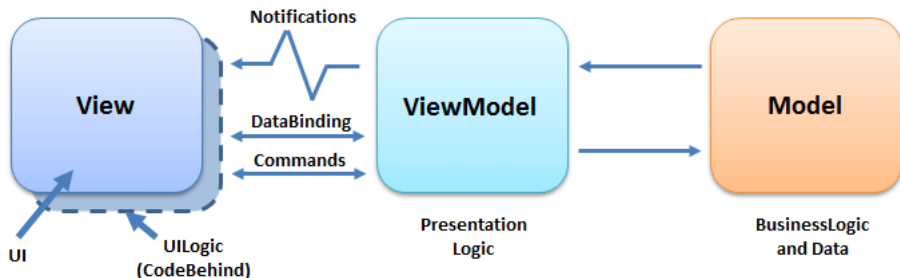 Notifications
View
ViewModel
Model
DataBinding
Commands
UI
UILogic
(CodeBehind)
Presentation
Logic
BusinessLogic
and Data